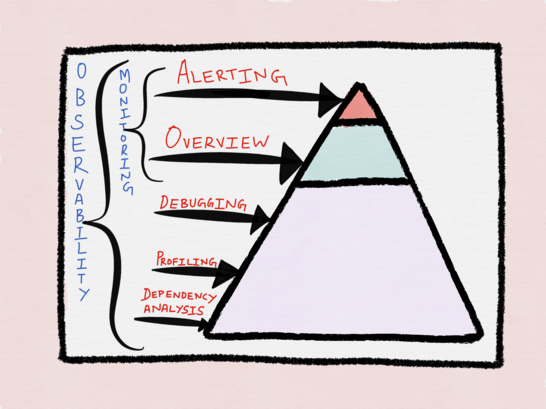 OBSERVABILITY
MONITORING
ALERTING
OVERVIEW
DEBUGGING
PROFILING
DEPENDENCY
ANALYSIS